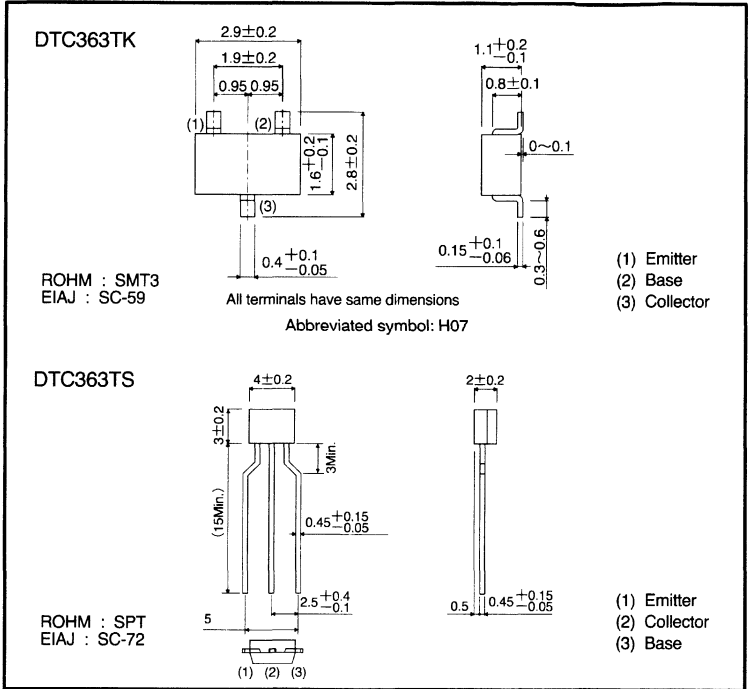 DTC363TK
2.9±0.2
1.9±0.2
0.95 0.95
(1) (2)
(3)
1.6 +0.2 −0.1
2.8±0.2
0.4 +0.1 −0.05
1.1 +0.2 −0.1
0.8±0.1
0～0.1
0.15 +0.1 −0.06
0.3～0.6
ROHM : SMT3
EIAJ : SC-59
All terminals have same dimensions
Abbreviated symbol: H07
(1) Emitter
(2) Base
(3) Collector
DTC363TS
4±0.2
3±0.2
3Min.
(15Min.)
0.45 +0.15 −0.05
2.5 +0.4 −0.1
5
(1) (2) (3)
2±0.2
0.5
0.45 +0.15 −0.05
ROHM : SPT
EIAJ : SC-72
(1) Emitter
(2) Collector
(3) Base